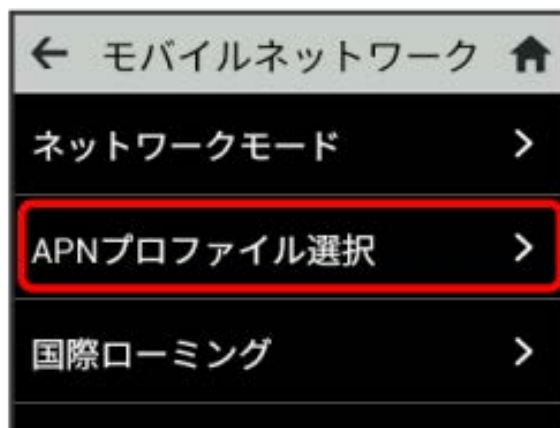 モバイルネットワーク
ネットワークモード
APNプロファイル選択
国際ローミング